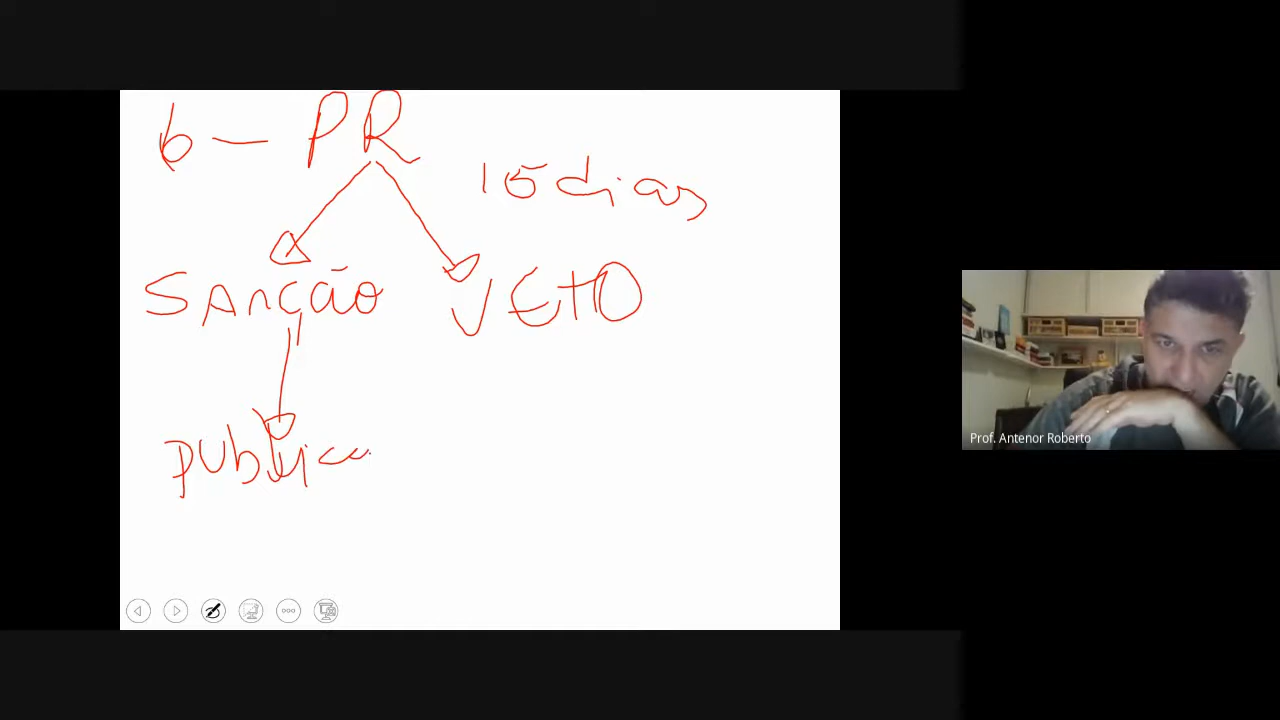 6 — PR
15 dias
SANÇÃO VETO
Publica
Prof. Antenor Roberto